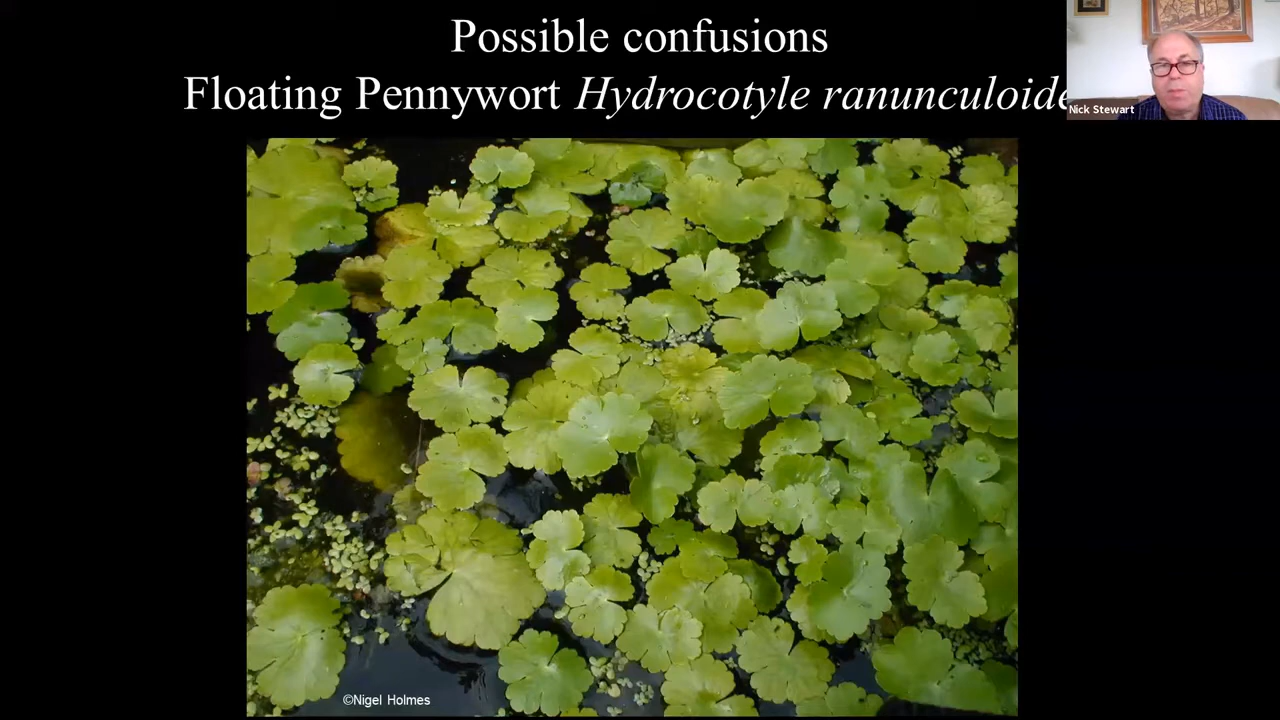 Possible confusions
Floating Pennywort Hydrocotyle ranunculoide
Nick Stewart
©Nigel Holmes